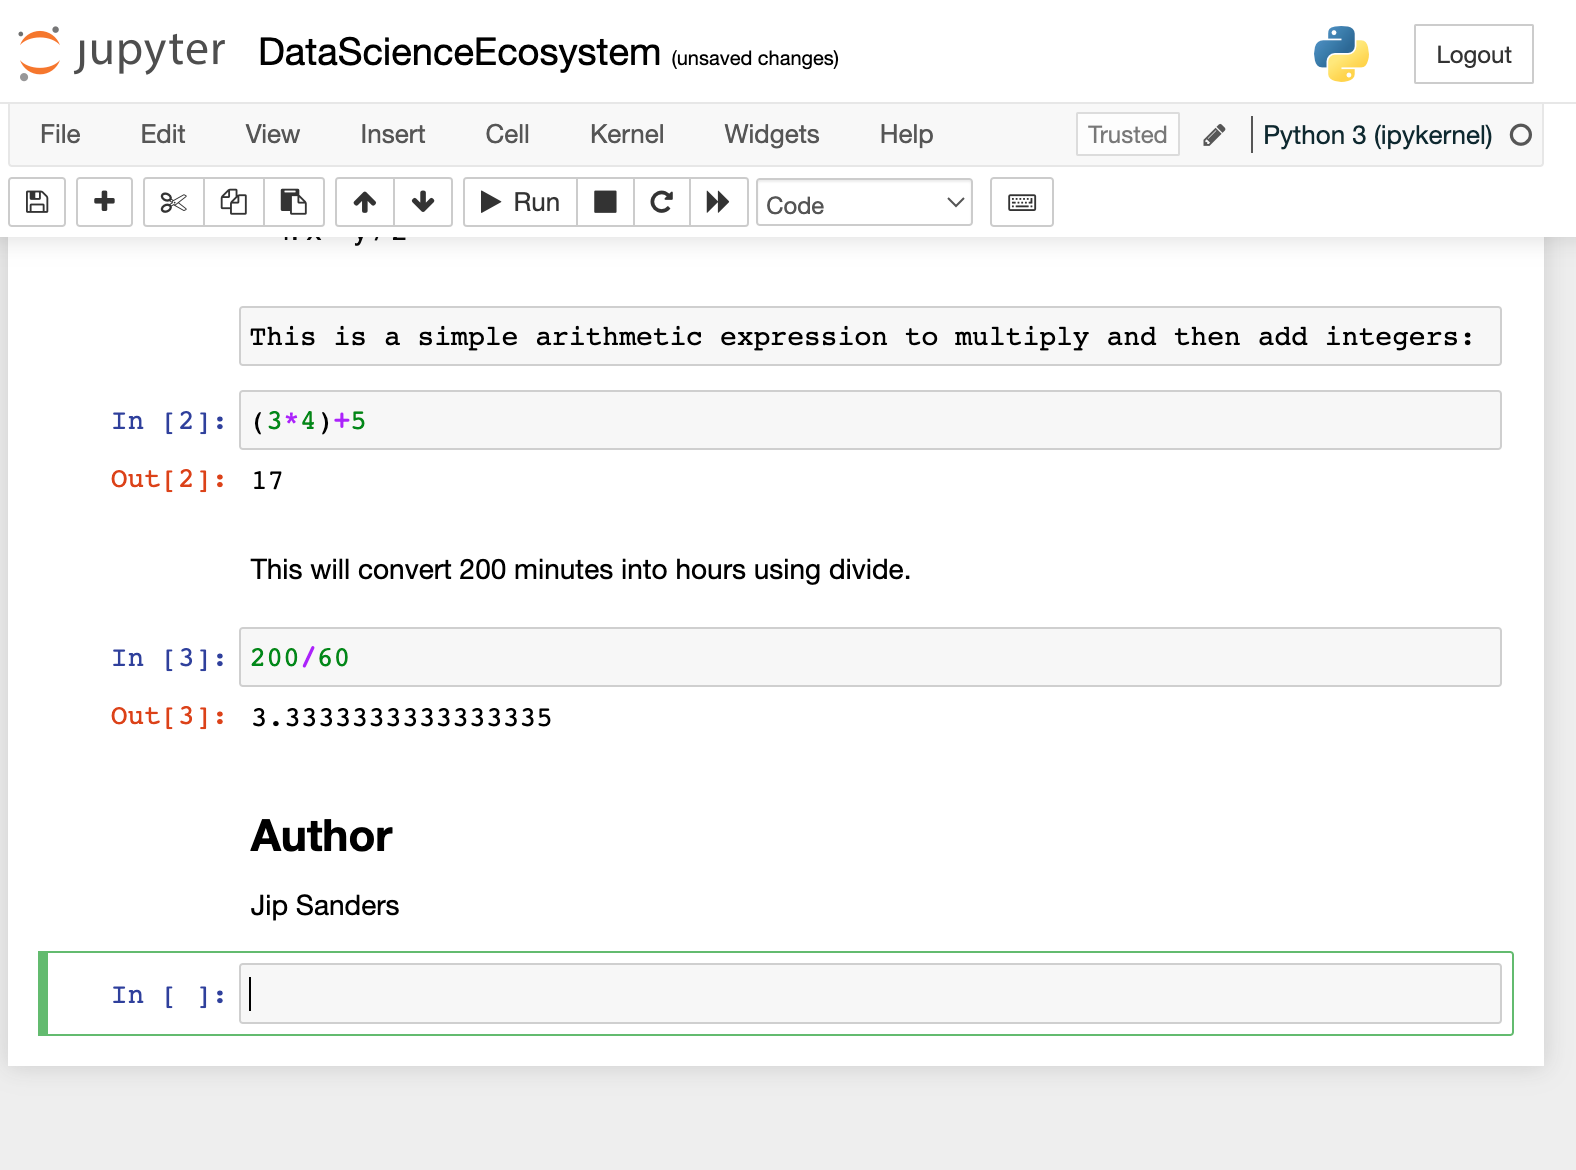 jupyter DataScienceEcosystem (unsaved changes) Logout
File Edit View Insert Cell Kernel Widgets Help Trusted Python 3 (ipykernel)
Run Code
This is a simple arithmetic expression to multiply and then add integers:
In [2]: (3*4)+5
Out[2]: 17
This will convert 200 minutes into hours using divide.
In [3]: 200/60
Out[3]: 3.3333333333333335
Author
Jip Sanders
In [ ]: